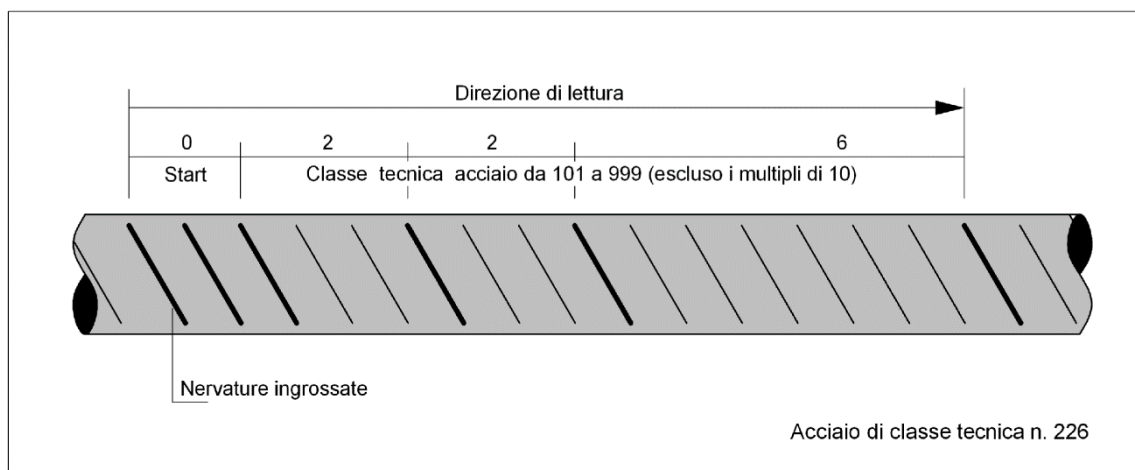 Direzione di lettura
0 2 2 6
Start Classe tecnica acciaio da 101 a 999 (escluso i multipli di 10)
Nervature ingrossate
Acciaio di classe tecnica n. 226